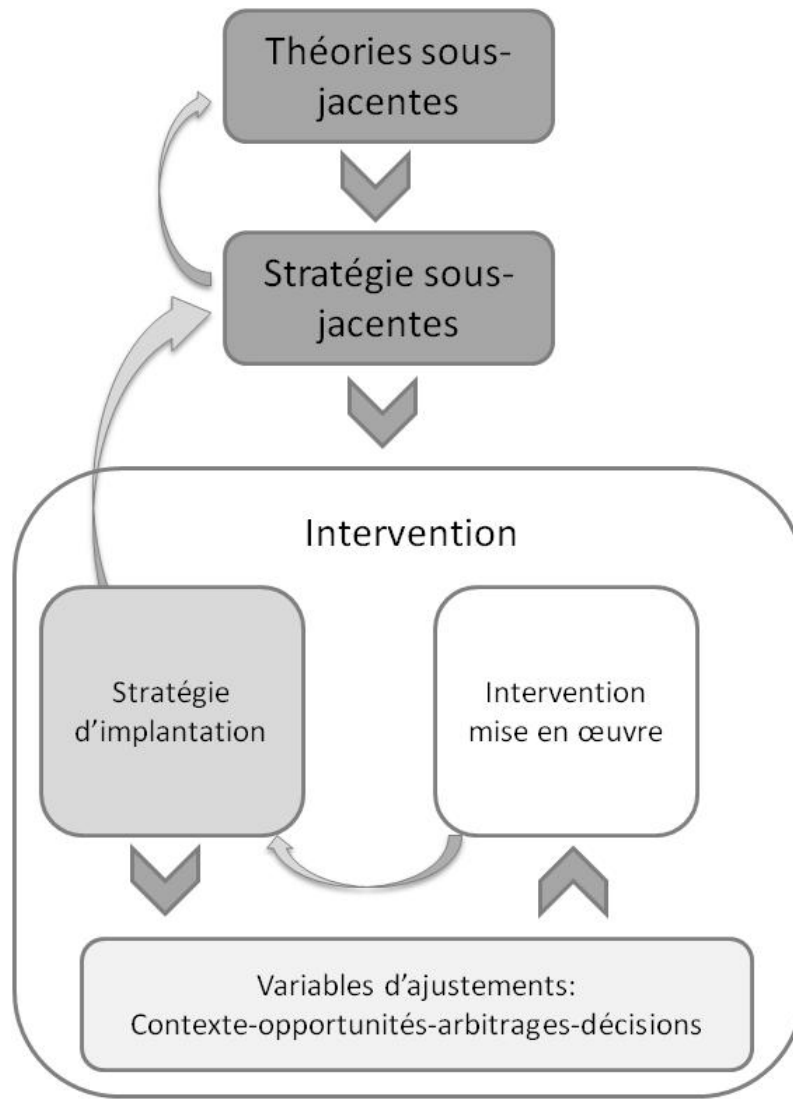 Théories sous-
jacentes
Stratégie sous-
jacentes
Intervention
Stratégie
d’implantation
Intervention
mise en œuvre
Variables d’ajustements:
Contexte-opportunités-arbitrages-décisions